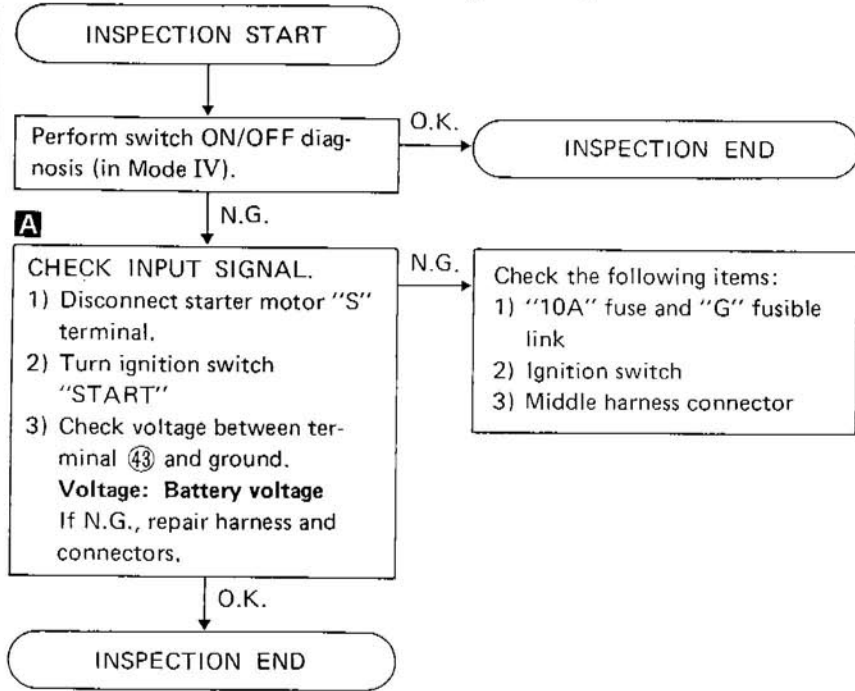 INSPECTION START
Perform switch ON/OFF diag-
nosis (in Mode IV).
O.K.
INSPECTION END
N.G.
A
CHECK INPUT SIGNAL.
1) Disconnect starter motor "S"
terminal.
2) Turn ignition switch
"START"
3) Check voltage between ter-
minal ㊸ and ground.
Voltage: Battery voltage
If N.G., repair harness and
connectors.
N.G.
Check the following items:
1) "10A" fuse and "G" fusible
link
2) Ignition switch
3) Middle harness connector
O.K.
INSPECTION END